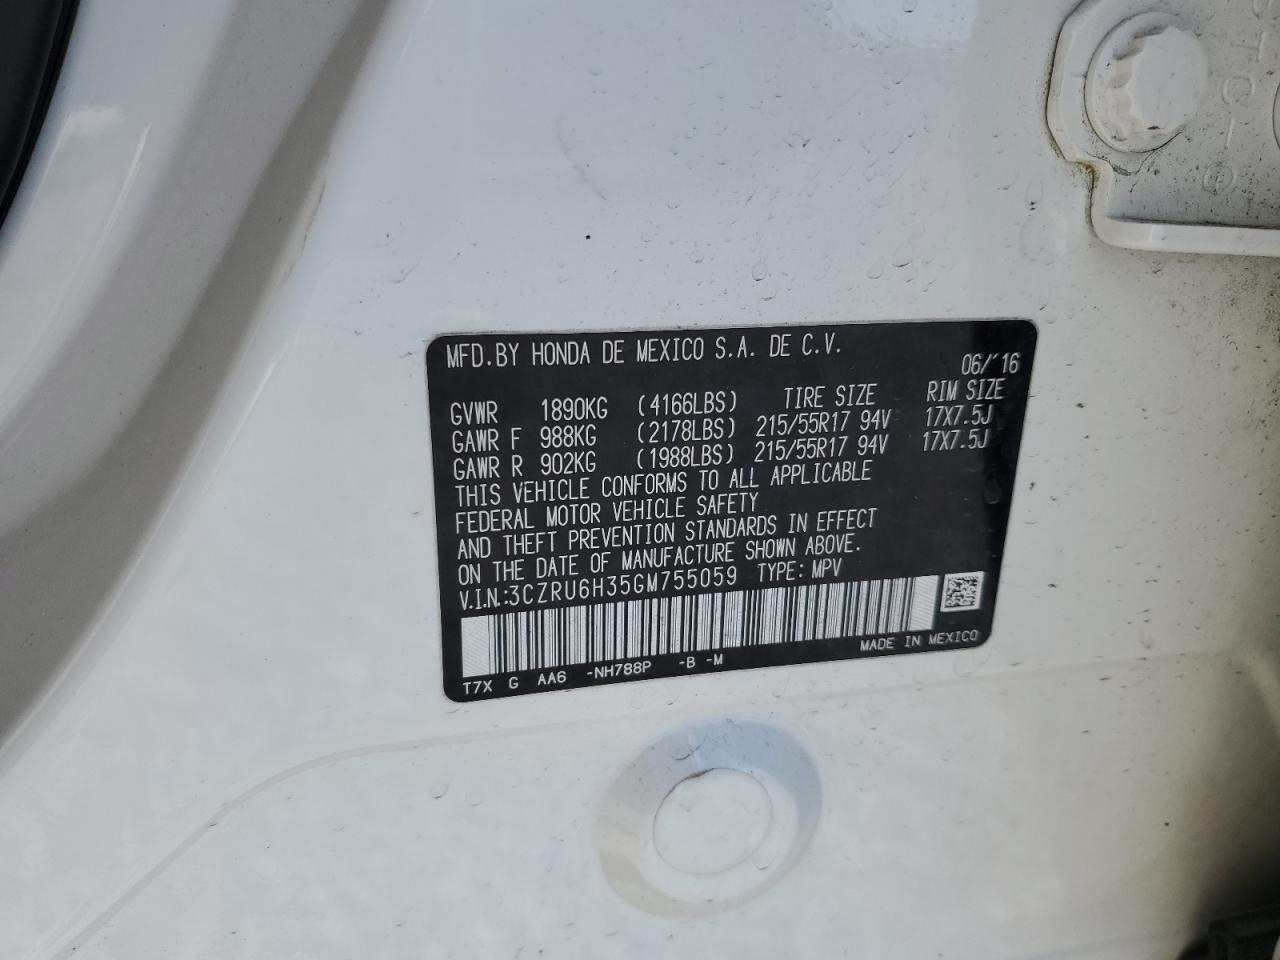 MFD.BY HONDA DE MEXICO S.A. DE C.V.
06/'16
GVWR 1890KG (4166LBS) TIRE SIZE RIM SIZE
GAWR F 988KG (2178LBS) 215/55R17 94V 17X7.5J
GAWR R 902KG (1988LBS) 215/55R17 94V 17X7.5J
THIS VEHICLE CONFORMS TO ALL APPLICABLE
FEDERAL MOTOR VEHICLE SAFETY
AND THEFT PREVENTION STANDARDS IN EFFECT
ON THE DATE OF MANUFACTURE SHOWN ABOVE.
V.I.N.:3CZRU6H35GM755059 TYPE: MPV
MADE IN MEXICO
T7X G AA6 -NH788P -B -M